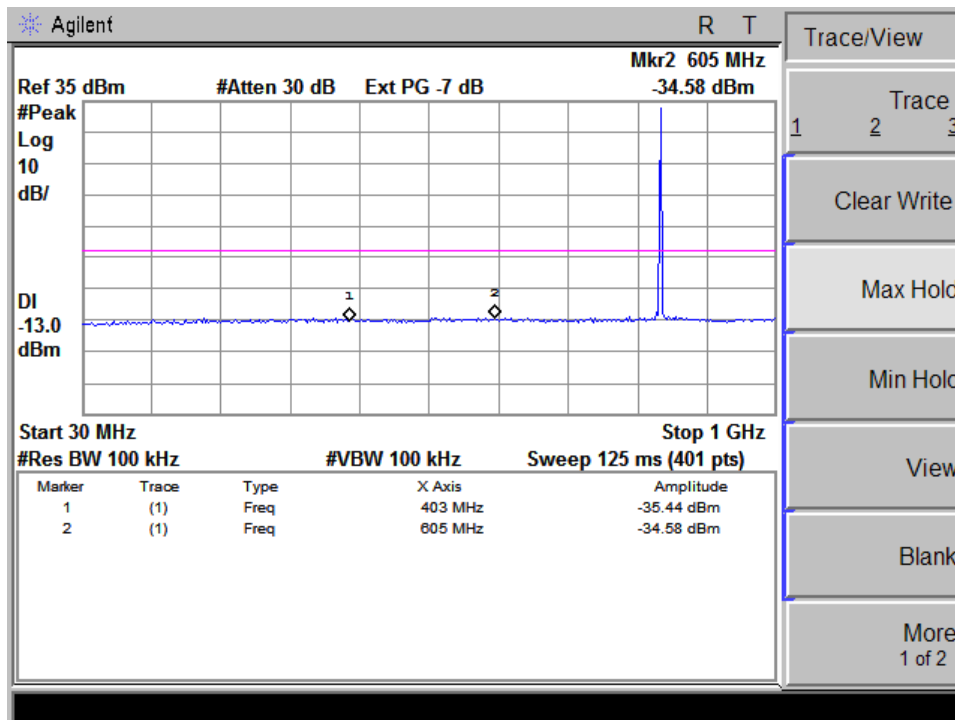 Agilent R T
Trace/View
Mkr2 605 MHz
Ref 35 dBm #Atten 30 dB Ext PG -7 dB -34.58 dBm
#Peak
Log
10
dB/
1
2
DI
-13.0
dBm
Start 30 MHz Stop 1 GHz
#Res BW 100 kHz #VBW 100 kHz Sweep 125 ms (401 pts)
Marker Trace Type X Axis Amplitude
1 (1) Freq 403 MHz -35.44 dBm
2 (1) Freq 605 MHz -34.58 dBm
Trace
1 2 3
Clear Write
Max Hold
Min Hold
View
Blank
More
1 of 2